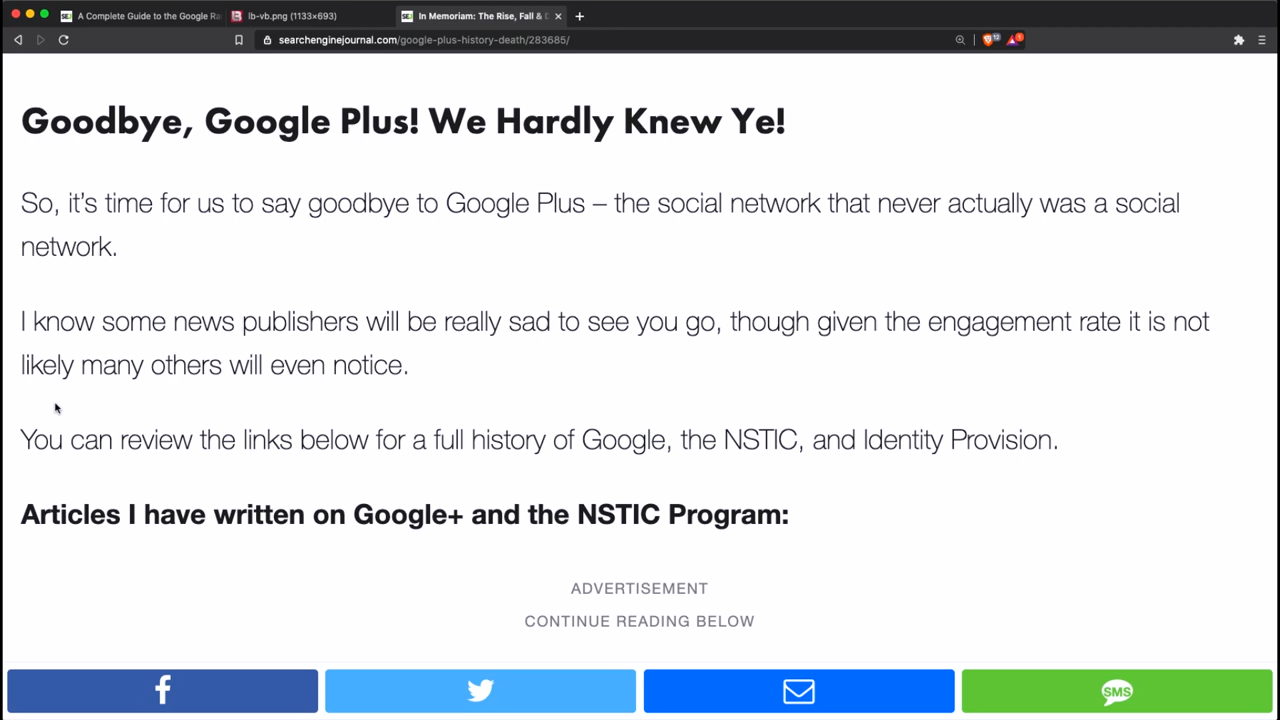 A Complete Guide to the Google Ra
lb-vb.png (1133×693)
SEJ
In Memoriam: The Rise, Fall &
searchenginejournal.com/google-plus-history-death/283685/
Goodbye, Google Plus! We Hardly Knew Ye!
So, it's time for us to say goodbye to Google Plus – the social network that never actually was a social
network.
I know some news publishers will be really sad to see you go, though given the engagement rate it is not
likely many others will even notice.
You can review the links below for a full history of Google, the NSTIC, and Identity Provision.
Articles I have written on Google+ and the NSTIC Program:
ADVERTISEMENT
CONTINUE READING BELOW
SMS